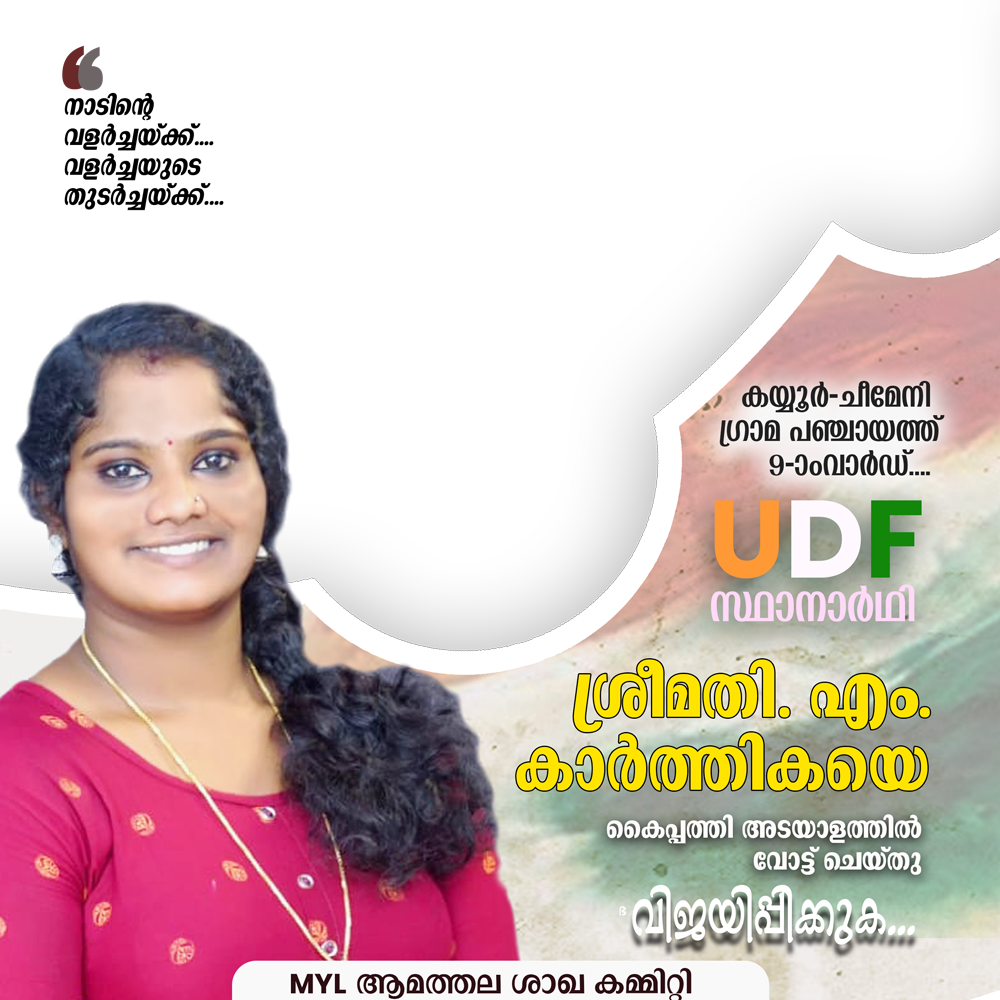 നാടിന്റെ
വളർച്ചയ്ക്ക്....
വളർച്ചയുടെ
തുടർച്ചയ്ക്ക്....
കയ്യൂർ-ചീമേനി
ഗ്രാമ പഞ്ചായത്ത്
9-ാംവാർഡ്....
UDF
സ്ഥാനാർഥി
ശ്രീമതി. എം.
കാർത്തികയെ
കൈപ്പത്തി അടയാളത്തിൽ
വോട്ട് ചെയ്തു
വിജയിപ്പിക്കുക...
MYL ആമത്തല ശാഖ കമ്മിറ്റി